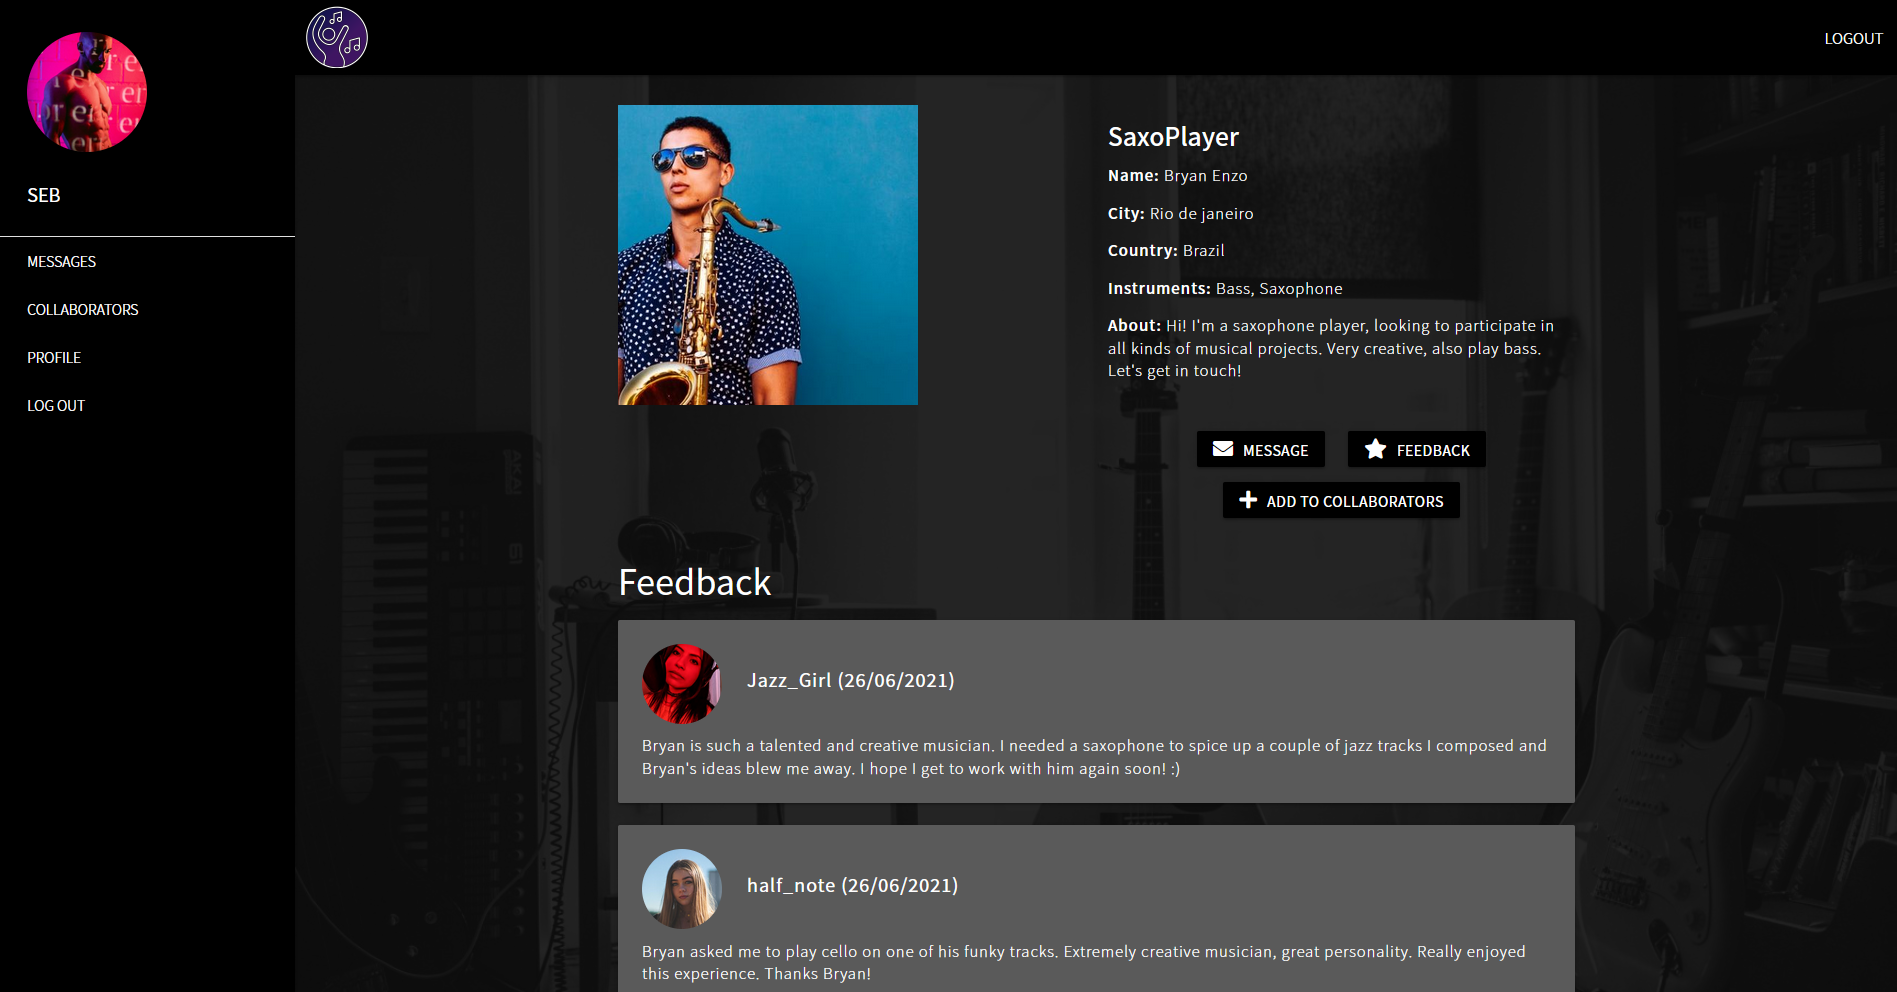 LOGOUT
SEB
MESSAGES
COLLABORATORS
PROFILE
LOG OUT
SaxoPlayer
Name: Bryan Enzo
City: Rio de janeiro
Country: Brazil
Instruments: Bass, Saxophone
About: Hi! I'm a saxophone player, looking to participate in
all kinds of musical projects. Very creative, also play bass.
Let's get in touch!
MESSAGE
FEEDBACK
ADD TO COLLABORATORS
AKAI
Feedback
Jazz_Girl (26/06/2021)
Bryan is such a talented and creative musician. I needed a saxophone to spice up a couple of jazz tracks I composed and
Bryan's ideas blew me away. I hope I get to work with him again soon! :)
half_note (26/06/2021)
Bryan asked me to play cello on one of his funky tracks. Extremely creative musician, great personality. Really enjoyed
this experience. Thanks Bryan!